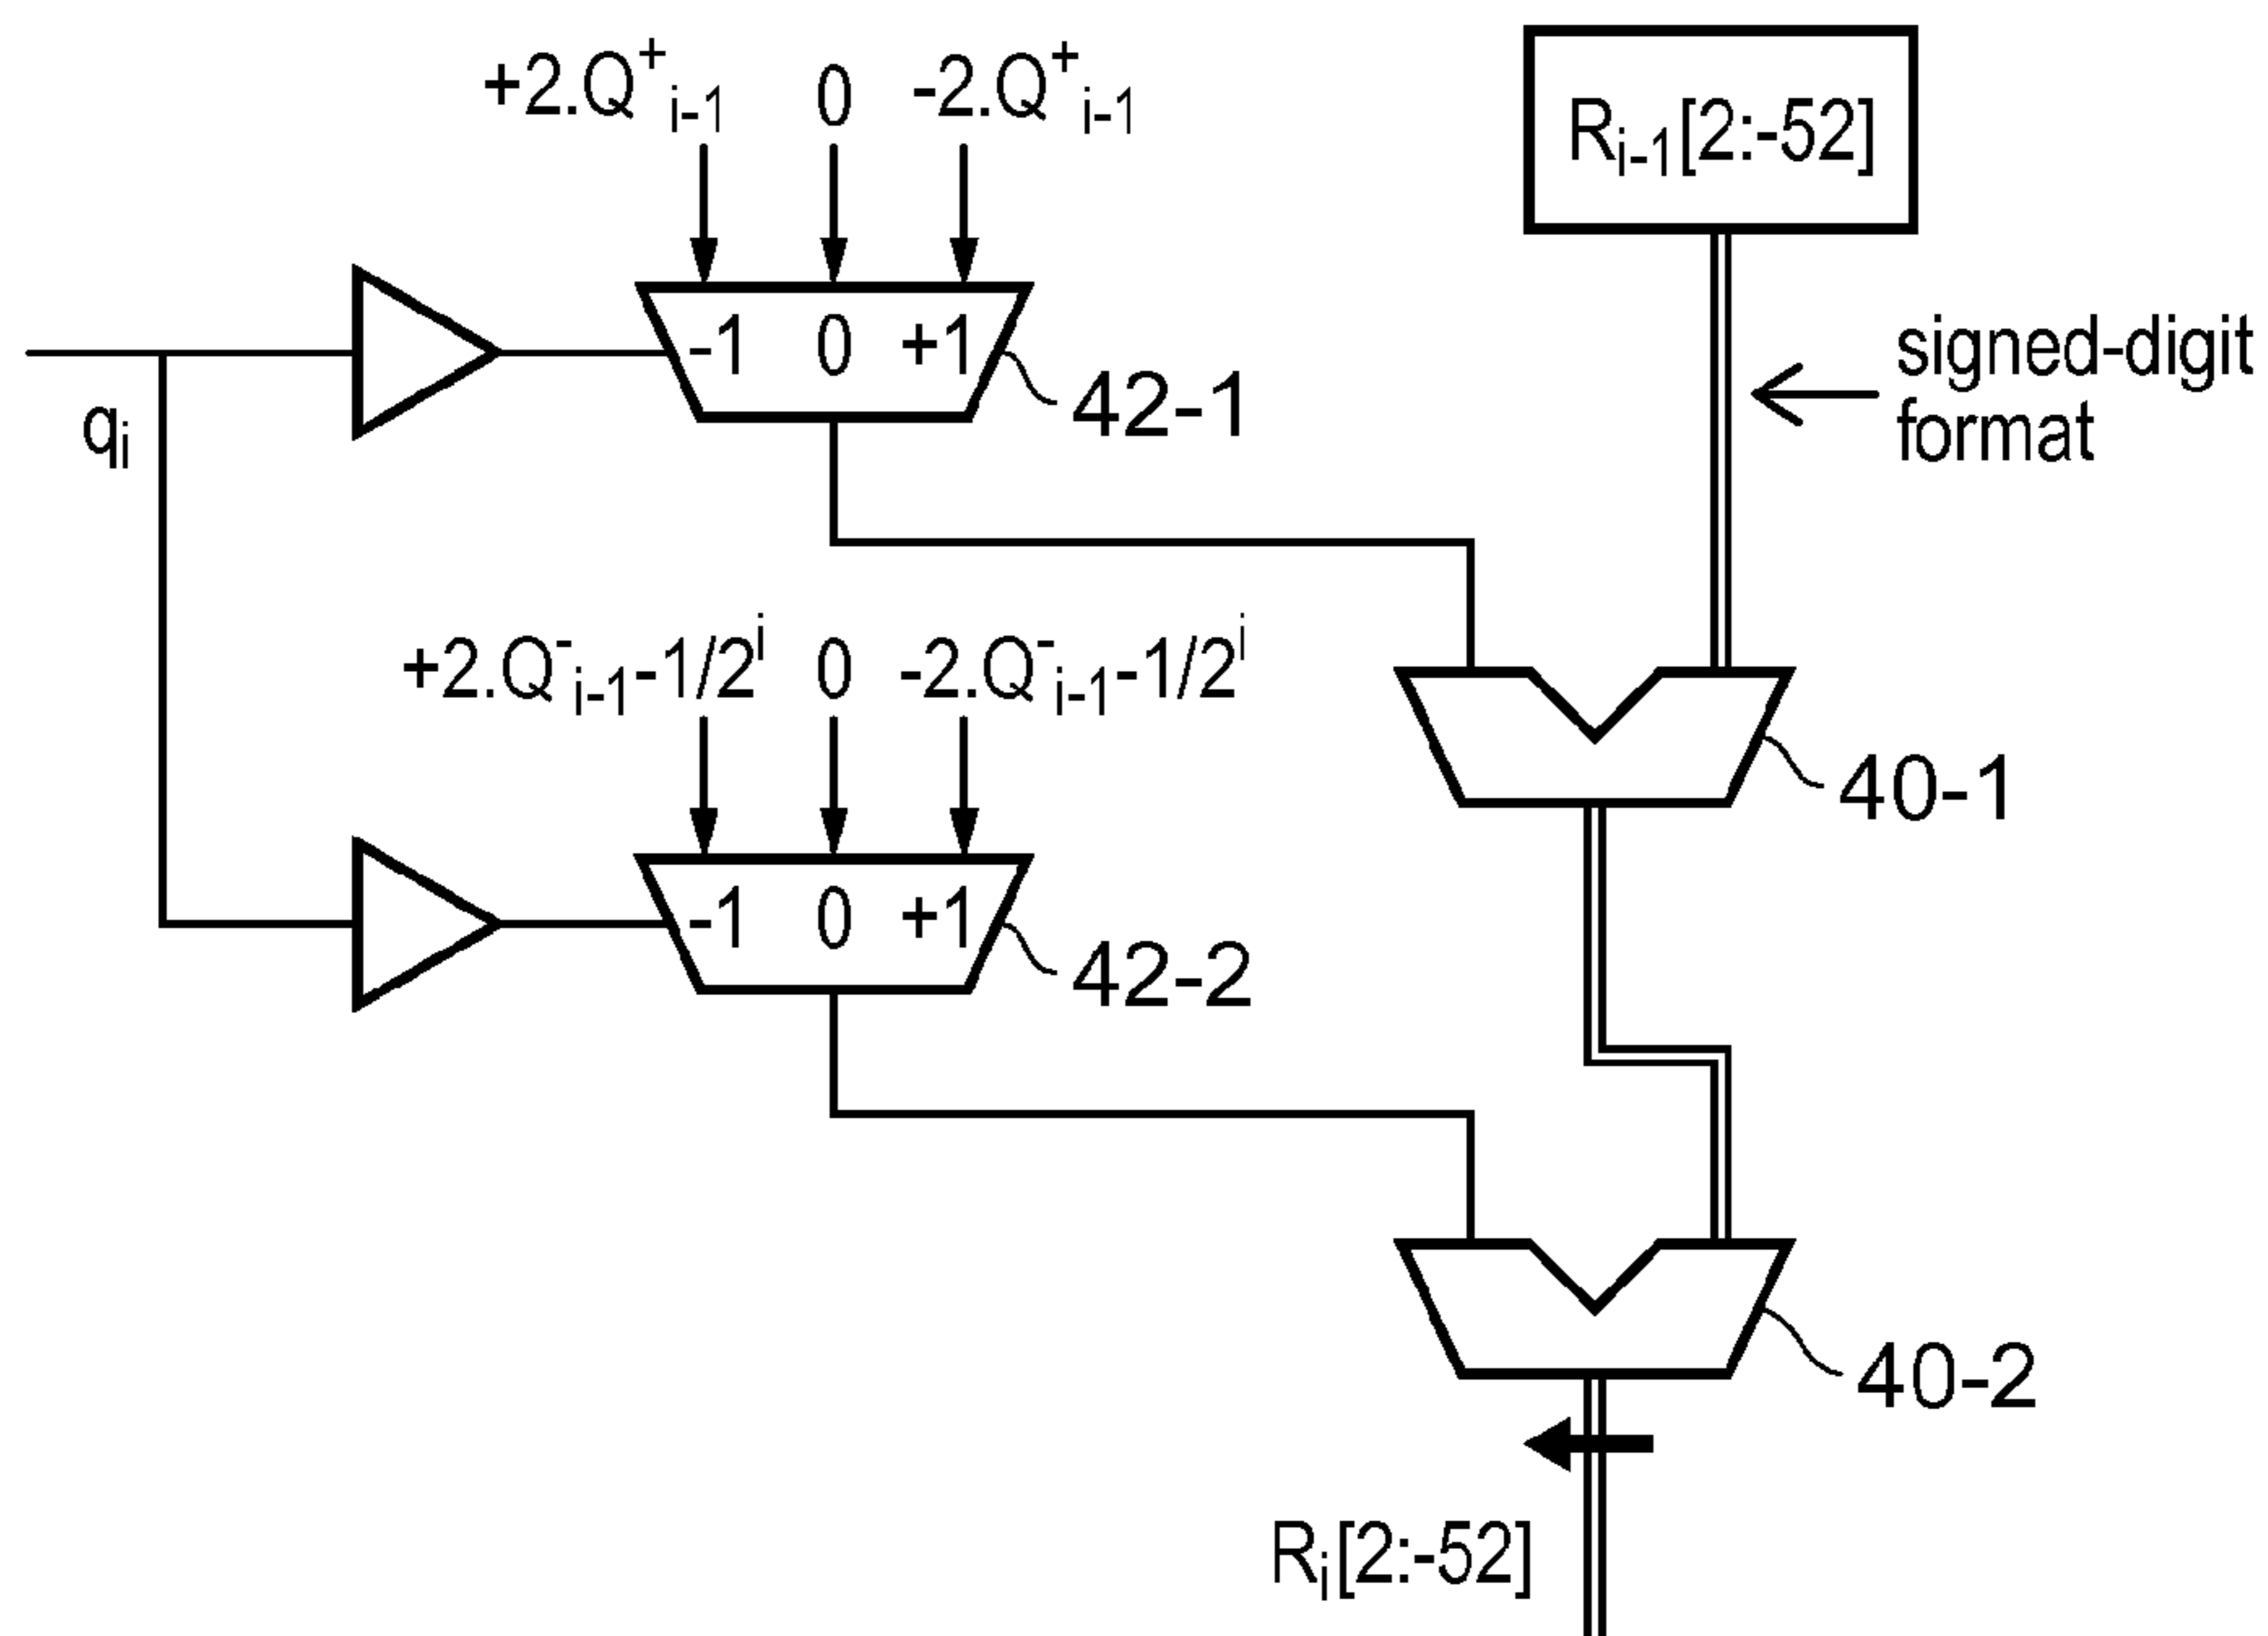 +2.Q⁺ᵢ₋₁ 0 -2.Q⁺ᵢ₋₁
Rᵢ₋₁[2:-52]
-1 0 +1
42-1
signed-digit
format
qᵢ
+2.Q⁻ᵢ₋₁-1/2ⁱ 0 -2.Q⁻ᵢ₋₁-1/2ⁱ
40-1
-1 0 +1
42-2
40-2
Rᵢ[2:-52]